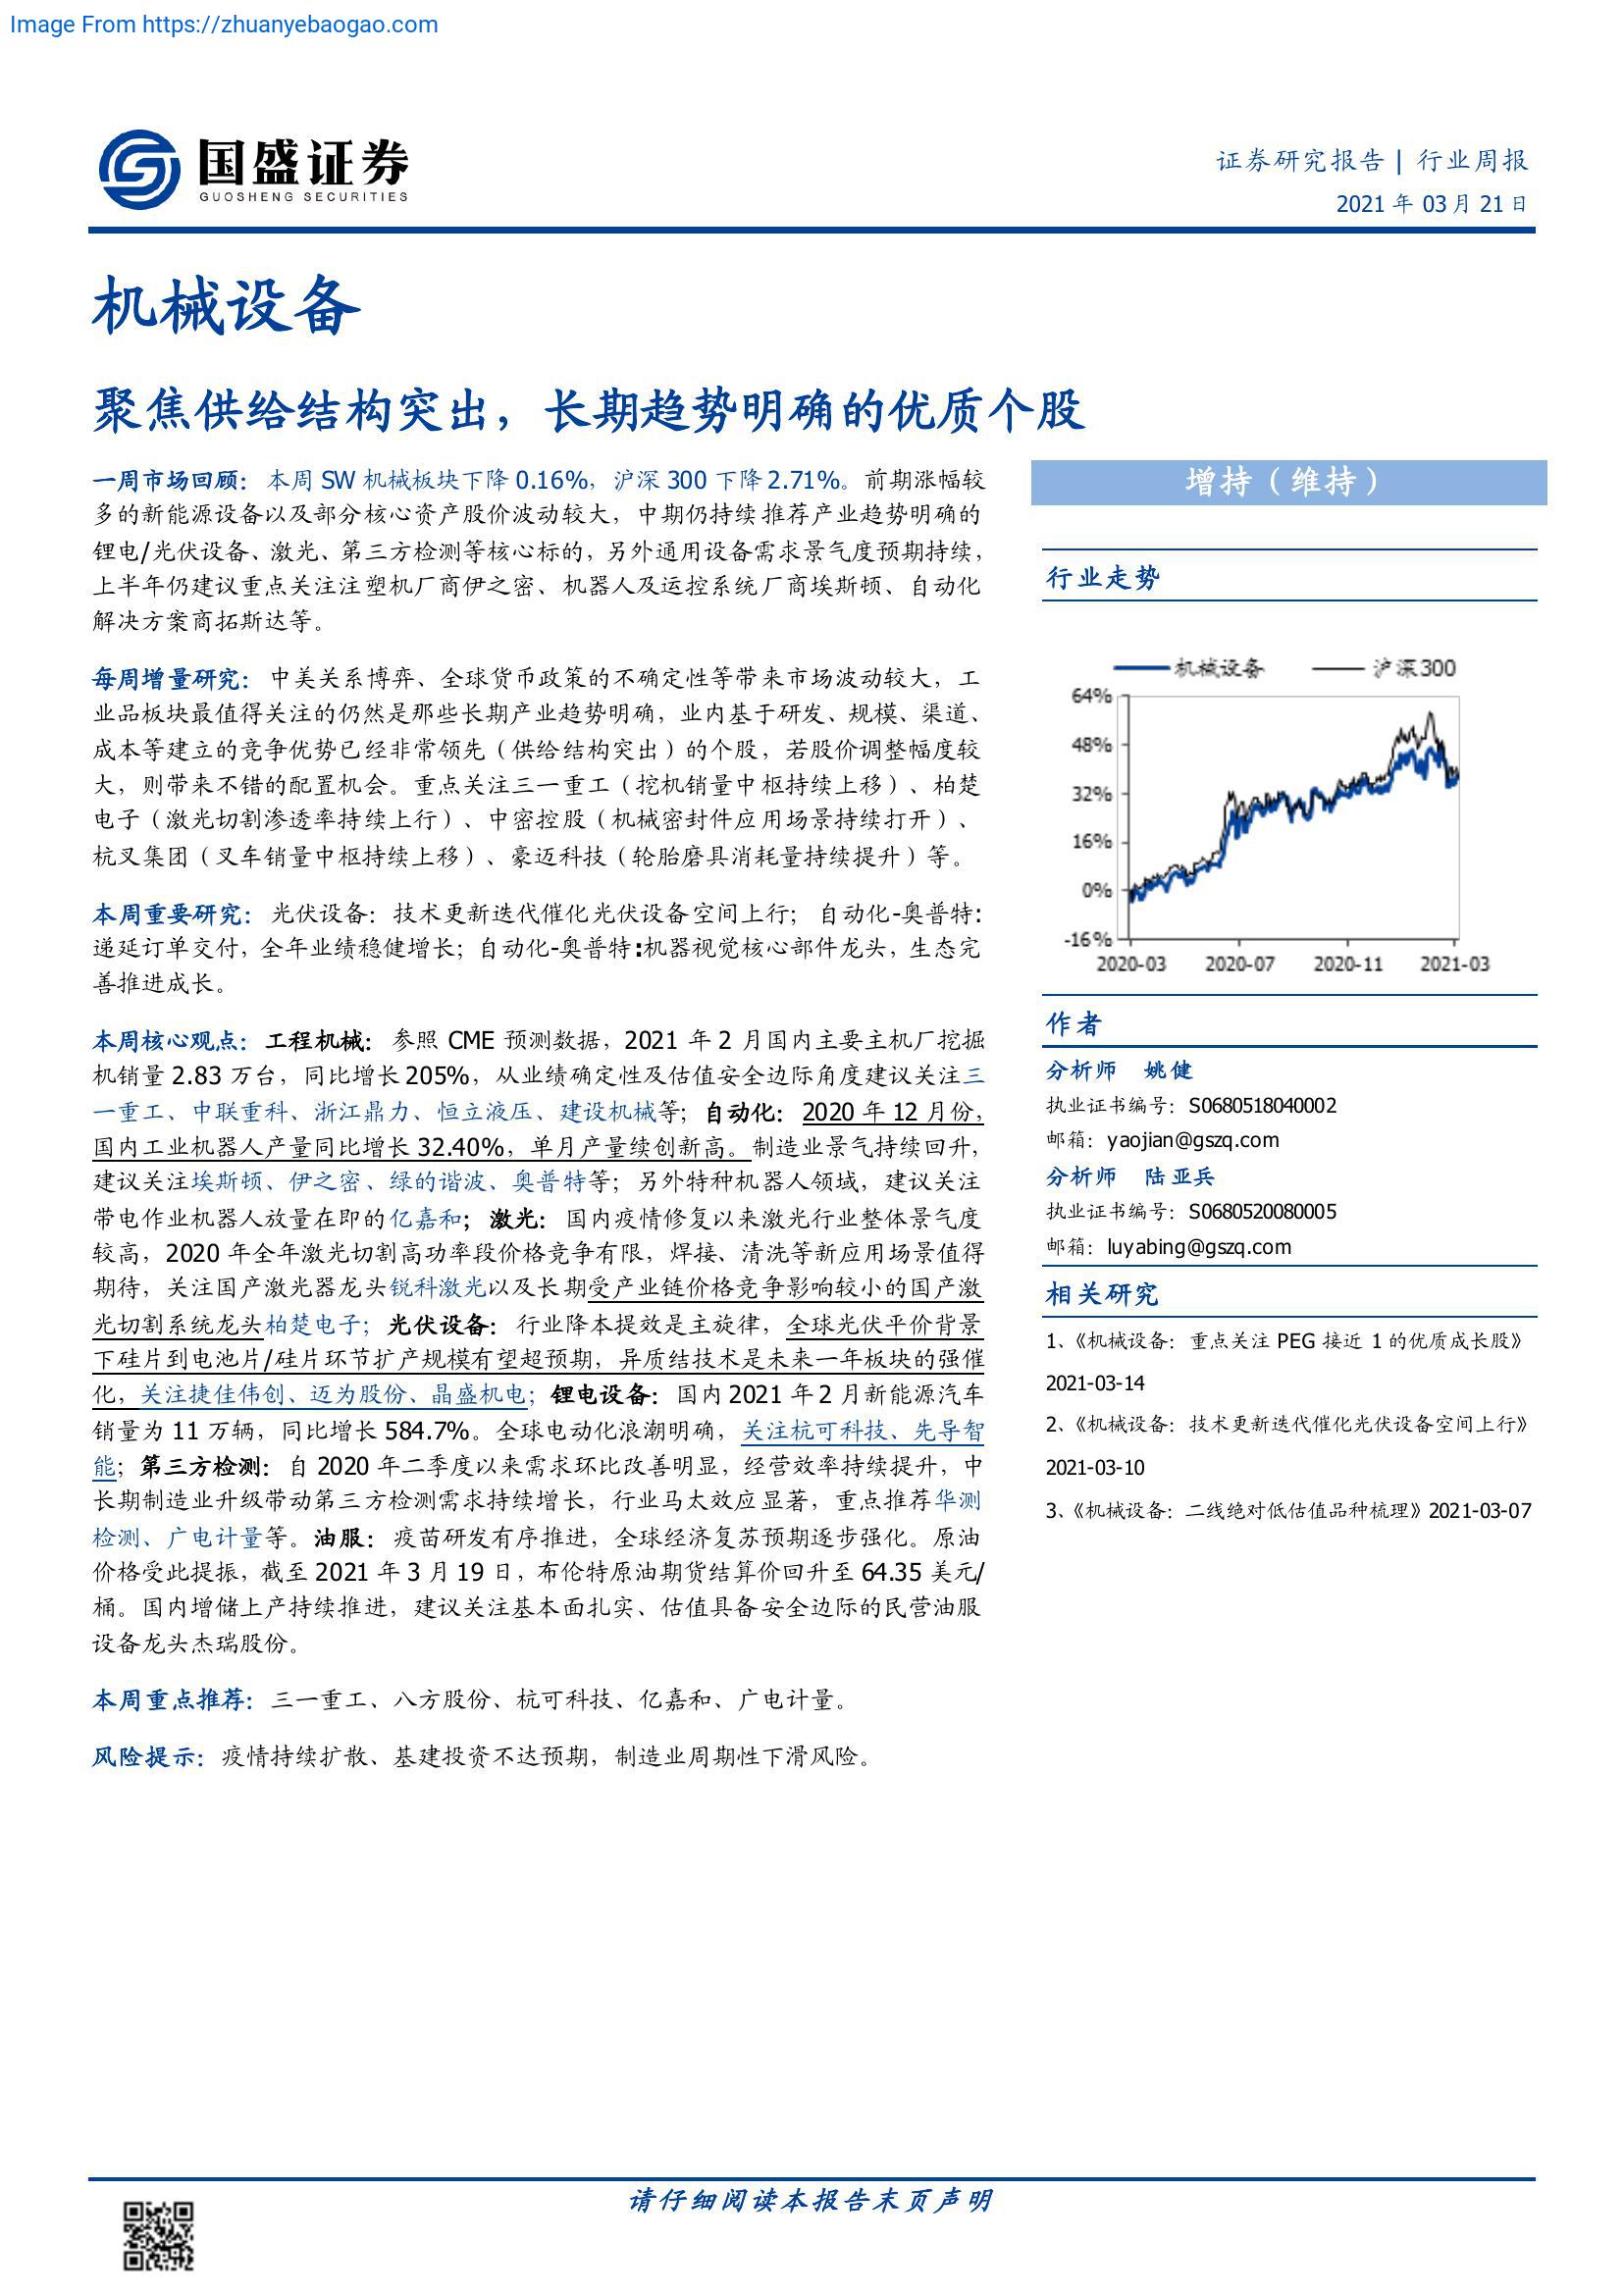 Image From https://zhuanyebaogao.com
国盛证券
GUOSHENG SECURITIES
证券研究报告 | 行业周报
2021 年 03 月 21 日
机械设备
聚焦供给结构突出，长期趋势明确的优质个股
一周市场回顾：本周 SW 机械板块下降 0.16%，沪深 300 下降 2.71%。前期涨幅较
多的新能源设备以及部分核心资产股价波动较大，中期仍持续推荐产业趋势明确的
锂电/光伏设备、激光、第三方检测等核心标的，另外通用设备需求景气度预期持续，
上半年仍建议重点关注注塑机厂商伊之密、机器人及运控系统厂商埃斯顿、自动化
解决方案商拓斯达等。
每周增量研究：中美关系博弈、全球货币政策的不确定性等带来市场波动较大，工
业品板块最值得关注的仍然是那些长期产业趋势明确，业内基于研发、规模、渠道、
成本等建立的竞争优势已经非常领先（供给结构突出）的个股，若股价调整幅度较
大，则带来不错的配置机会。重点关注三一重工（挖机销量中枢持续上移）、柏楚
电子（激光切割渗透率持续上行）、中密控股（机械密封件应用场景持续打开）、
杭叉集团（叉车销量中枢持续上移）、豪迈科技（轮胎磨具消耗量持续提升）等。
本周重要研究：光伏设备：技术更新迭代催化光伏设备空间上行； 自动化-奥普特:
递延订单交付，全年业绩稳健增长；自动化-奥普特:机器视觉核心部件龙头，生态完
善推进成长。
本周核心观点：工程机械：参照 CME 预测数据，2021 年 2 月国内主要主机厂挖掘
机销量 2.83 万台，同比增长 205%，从业绩确定性及估值安全边际角度建议关注三
一重工、中联重科、浙江鼎力、恒立液压、建设机械等；自动化：2020 年 12 月份，
国内工业机器人产量同比增长 32.40%，单月产量续创新高。制造业景气持续回升，
建议关注埃斯顿、伊之密、绿的谐波、奥普特等；另外特种机器人领域，建议关注
带电作业机器人放量在即的亿嘉和；激光：国内疫情修复以来激光行业整体景气度
较高，2020 年全年激光切割高功率段价格竞争有限，焊接、清洗等新应用场景值得
期待，关注国产激光器龙头锐科激光以及长期受产业链价格竞争影响较小的国产激
光切割系统龙头柏楚电子；光伏设备：行业降本提效是主旋律，全球光伏平价背景
下硅片到电池片/硅片环节扩产规模有望超预期，异质结技术是未来一年板块的强催
化，关注捷佳伟创、迈为股份、晶盛机电；锂电设备：国内 2021 年 2 月新能源汽车
销量为 11 万辆，同比增长 584.7%。全球电动化浪潮明确，关注杭可科技、先导智
能；第三方检测：自 2020 年二季度以来需求环比改善明显，经营效率持续提升，中
长期制造业升级带动第三方检测需求持续增长，行业马太效应显著，重点推荐华测
检测、广电计量等。油服：疫苗研发有序推进，全球经济复苏预期逐步强化。原油
价格受此提振，截至 2021 年 3 月 19 日，布伦特原油期货结算价回升至 64.35 美元/
桶。国内增储上产持续推进，建议关注基本面扎实、估值具备安全边际的民营油服
设备龙头杰瑞股份。
本周重点推荐：三一重工、八方股份、杭可科技、亿嘉和、广电计量。
风险提示：疫情持续扩散、基建投资不达预期，制造业周期性下滑风险。
增持（维持）
行业走势
机械设备 沪深300
64%
48%
32%
16%
0%
-16%
2020-03 2020-07 2020-11 2021-03
作者
分析师 姚健
执业证书编号：S0680518040002
邮箱：yaojian@gszq.com
分析师 陆亚兵
执业证书编号：S0680520080005
邮箱：luyabing@gszq.com
相关研究
1、《机械设备：重点关注 PEG 接近 1 的优质成长股》
2021-03-14
2、《机械设备：技术更新迭代催化光伏设备空间上行》
2021-03-10
3、《机械设备：二线绝对低估值品种梳理》2021-03-07
请仔细阅读本报告末页声明